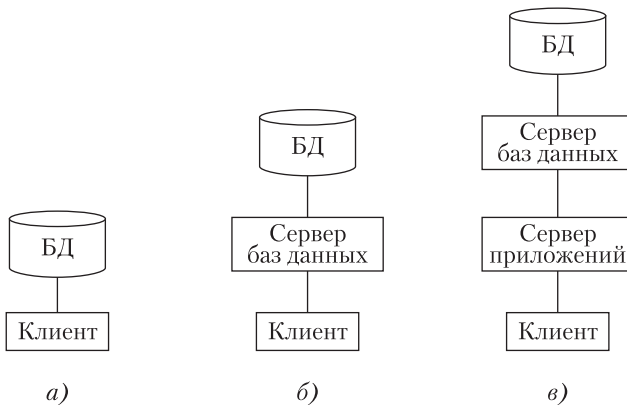 БД
Клиент
а)
БД
Сервер
баз данных
Клиент
б)
БД
Сервер
баз данных
Сервер
приложений
Клиент
в)